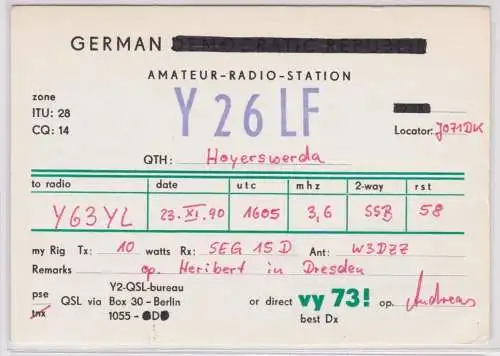 GERMAN DEMOCRATIC REPUBLIC
AMATEUR-RADIO-STATION
zone
ITU: 28
CQ: 14
Y26LF
Locator: JO71DK
QTH: Hoyerswerda
to radio date utc mhz 2-way rst
Y63YL 23. XI. 90 1605 3,6 SSB 58
my Rig Tx: 10 watts Rx: SEG 15 D Ant: W3DZZ
Remarks op. Heribert in Dresden
pse
tnx QSL via Y2-QSL-bureau
Box 30 - Berlin
1055 - DD
or direct vy 73! op. Andreas
best Dx